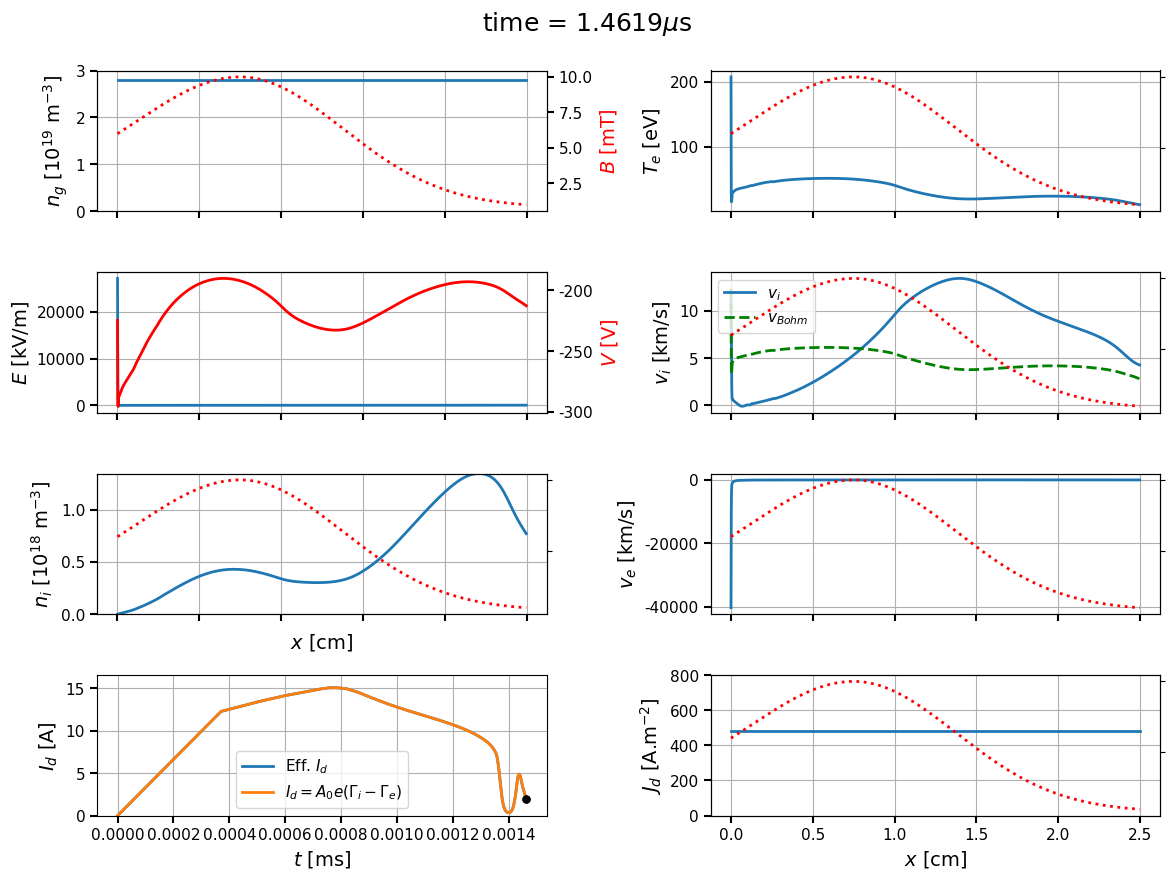 time = 1.4619μs
n_g [10^19 m^−3]
3
2
1
0
10.0
7.5
5.0
2.5
B [mT]
T_e [eV]
200
100
E [kV/m]
20000
10000
0
-200
-250
-300
V [V]
v_i [km/s]
10
5
0
v_i
v_Bohm
n_i [10^18 m^−3]
1.0
0.5
0.0
x [cm]
v_e [km/s]
0
-20000
-40000
I_d [A]
15
10
5
0
Eff. I_d
I_d = A_0e(Γ_i − Γ_e)
0.0000 0.0002 0.0004 0.0006 0.0008 0.0010 0.0012 0.0014
t [ms]
J_d [A.m^−2]
800
600
400
200
0
0.0 0.5 1.0 1.5 2.0 2.5
x [cm]